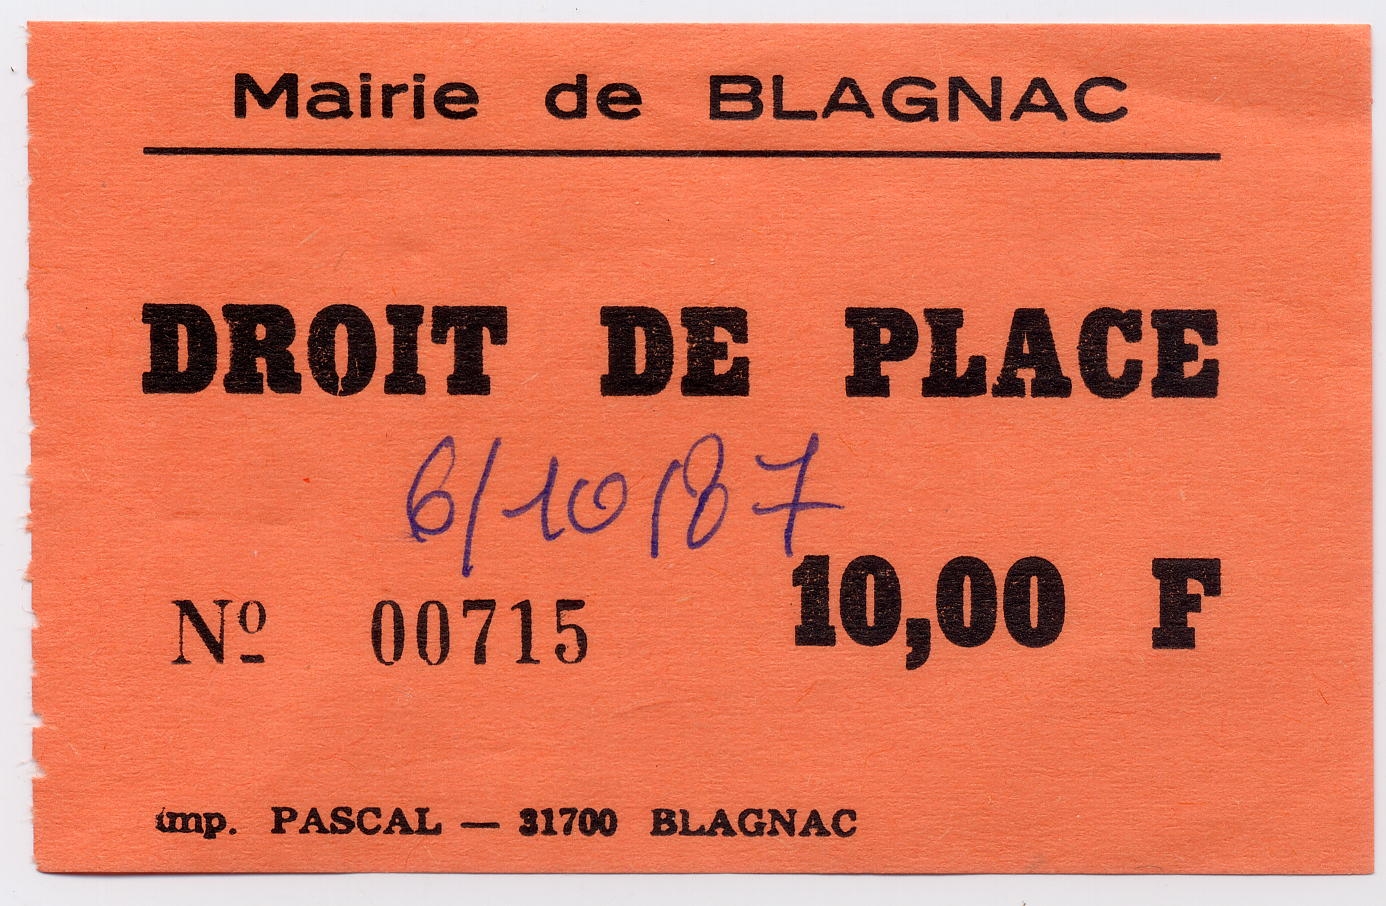 Mairie de BLAGNAC
DROIT DE PLACE
6/10/87
Nº 00715 10,00 F
imp. PASCAL — 31700 BLAGNAC